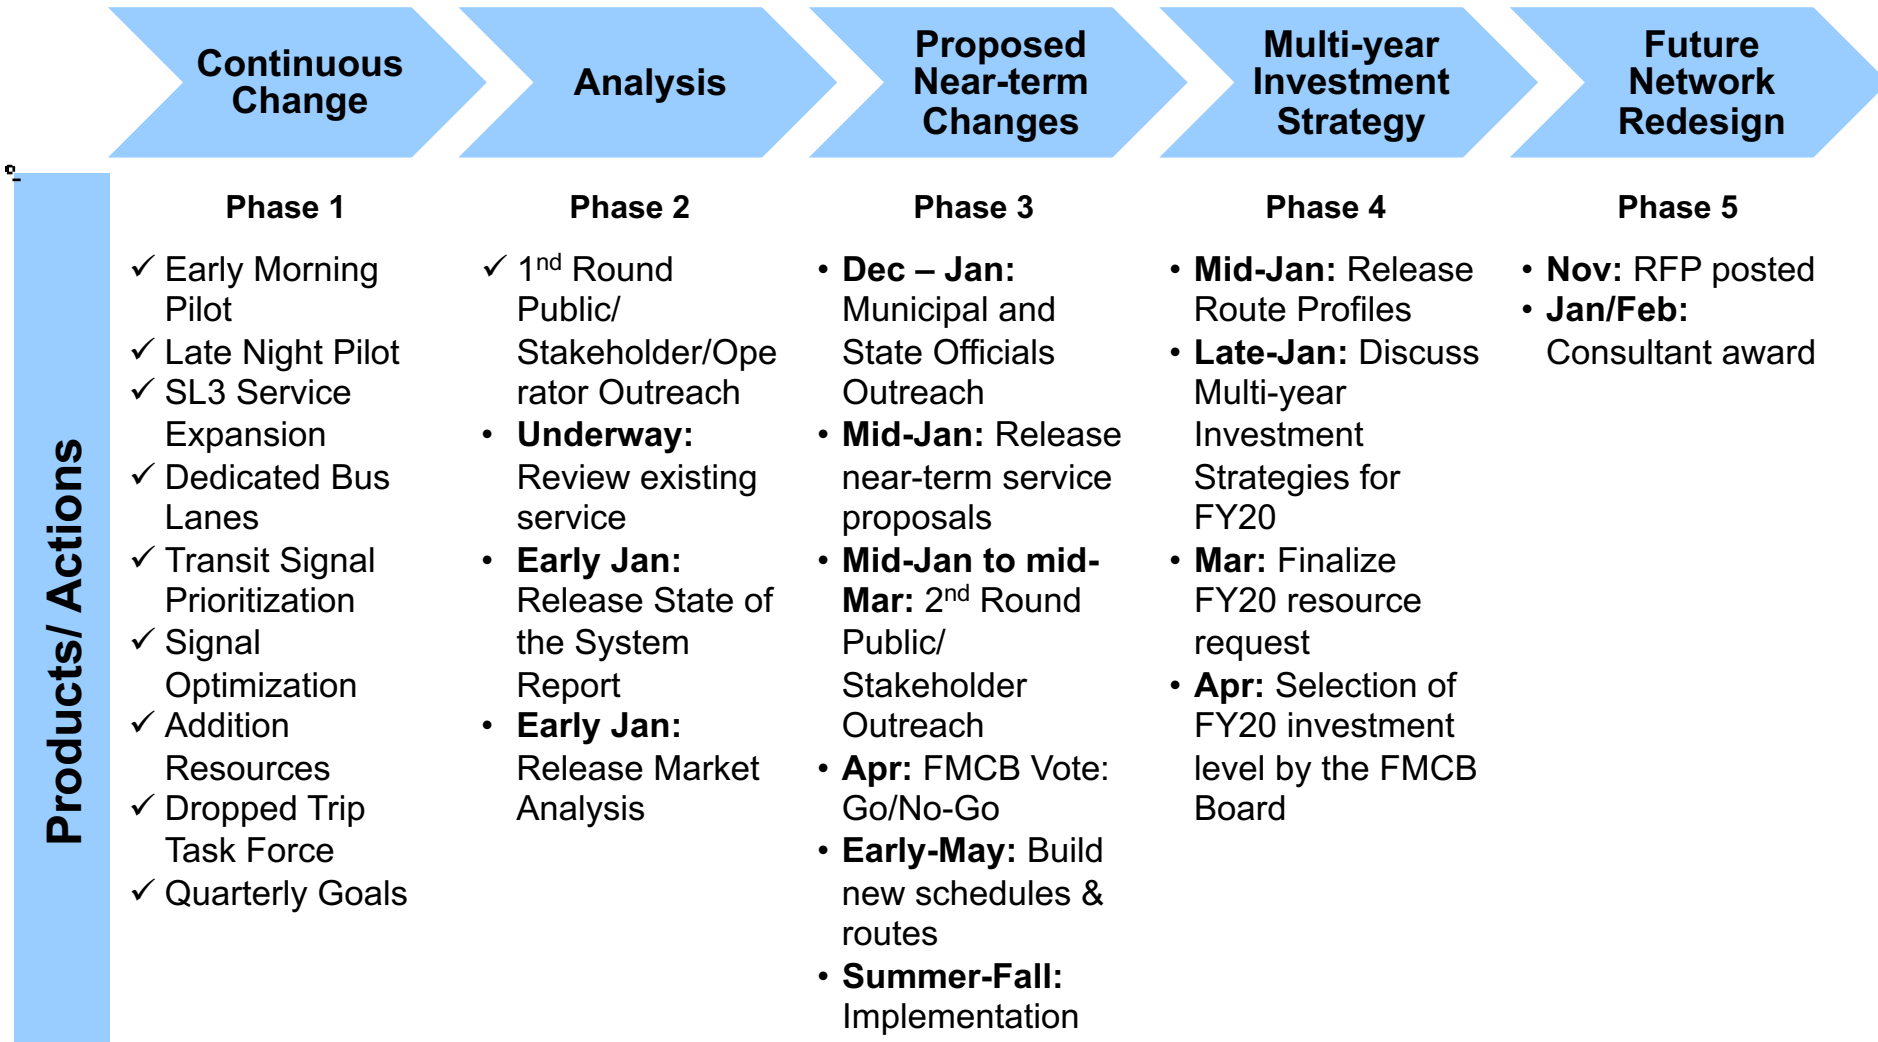 Continuous
Change
Analysis
Proposed
Near-term
Changes
Multi-year
Investment
Strategy
Future
Network
Redesign
Products/ Actions
Phase 1
✓ Early Morning
Pilot
✓ Late Night Pilot
✓ SL3 Service
Expansion
✓ Dedicated Bus
Lanes
✓ Transit Signal
Prioritization
✓ Signal
Optimization
✓ Addition
Resources
✓ Dropped Trip
Task Force
✓ Quarterly Goals
Phase 2
✓ 1nd Round
Public/
Stakeholder/Ope
rator Outreach
• Underway:
Review existing
service
• Early Jan:
Release State of
the System
Report
• Early Jan:
Release Market
Analysis
Phase 3
• Dec – Jan:
Municipal and
State Officials
Outreach
• Mid-Jan: Release
near-term service
proposals
• Mid-Jan to mid-
Mar: 2nd Round
Public/
Stakeholder
Outreach
• Apr: FMCB Vote:
Go/No-Go
• Early-May: Build
new schedules &
routes
• Summer-Fall:
Implementation
Phase 4
• Mid-Jan: Release
Route Profiles
• Late-Jan: Discuss
Multi-year
Investment
Strategies for
FY20
• Mar: Finalize
FY20 resource
request
• Apr: Selection of
FY20 investment
level by the FMCB
Board
Phase 5
• Nov: RFP posted
• Jan/Feb:
Consultant award